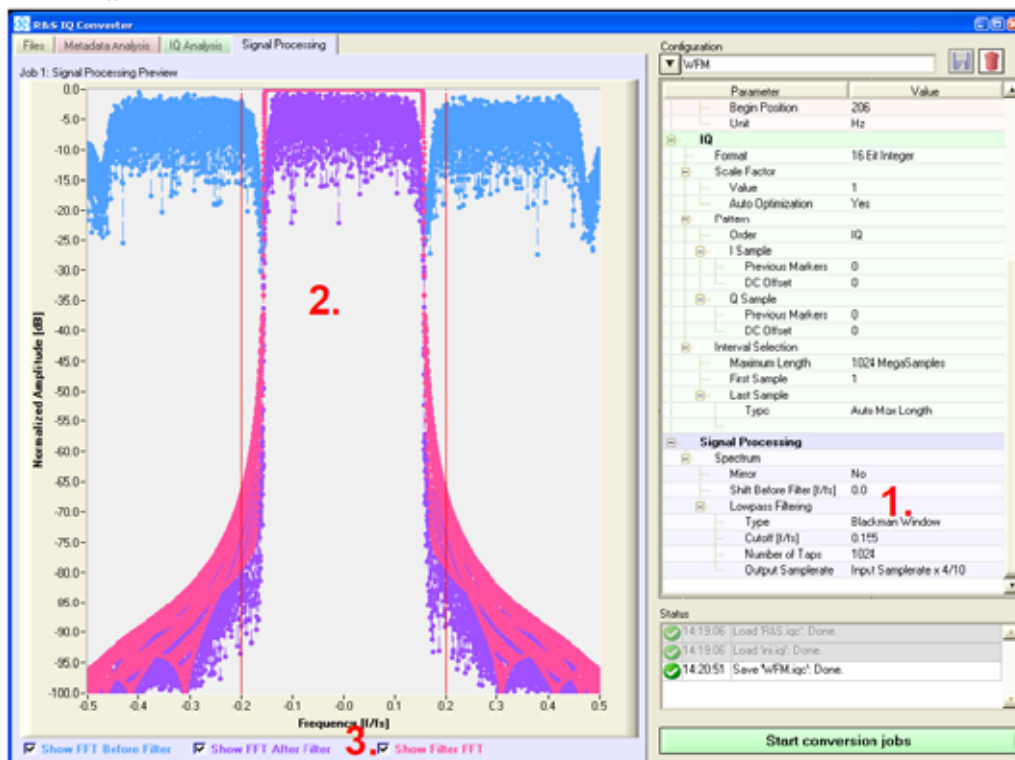 R&S IQ Converter
Files Metadata Analysis IQ Analysis Signal Processing
Job 1: Signal Processing Preview
0.0
-5.0
-10.0
-15.0
-20.0
-25.0
-30.0
-35.0
-40.0
-45.0
-50.0
-55.0
-60.0
-65.0
-70.0
-75.0
-80.0
-85.0
-90.0
-95.0
-100.0
Normalized Amplitude [dB]
-0.5 -0.4 -0.3 -0.2 -0.1 -0.0 0.1 0.2 0.3 0.4 0.5
Frequency [f/fs]
2.
3.
Show FFT Before Filter Show FFT After Filter Show Filter FFT
Configuration
WFM
Parameter Value
Begin Position 206
Unit Hz
IQ
Format 16 Bit Integer
Scale Factor
Value 1
Auto Optimization Yes
Pattern
Order IQ
I Sample
Previous Markers 0
DC Offset 0
Q Sample
Previous Markers 0
DC Offset 0
Interval Selection
Maximum Length 1024 MegaSamples
First Sample 1
Last Sample
Type Auto Max Length
Signal Processing
Spectrum
Mirror No
Shift Before Filter [f/fs] 0.0
1.
Lowpass Filtering
Type Blackman Window
Cutoff [f/fs] 0.155
Number of Taps 1024
Output Samplerate Input Samplerate x 4/10
Status
14:19:06 Load 'R&S.iqc': Done.
14:19:06 Load 'ini.iq': Done.
14:20:51 Save 'WFM.iqc': Done.
Start conversion jobs